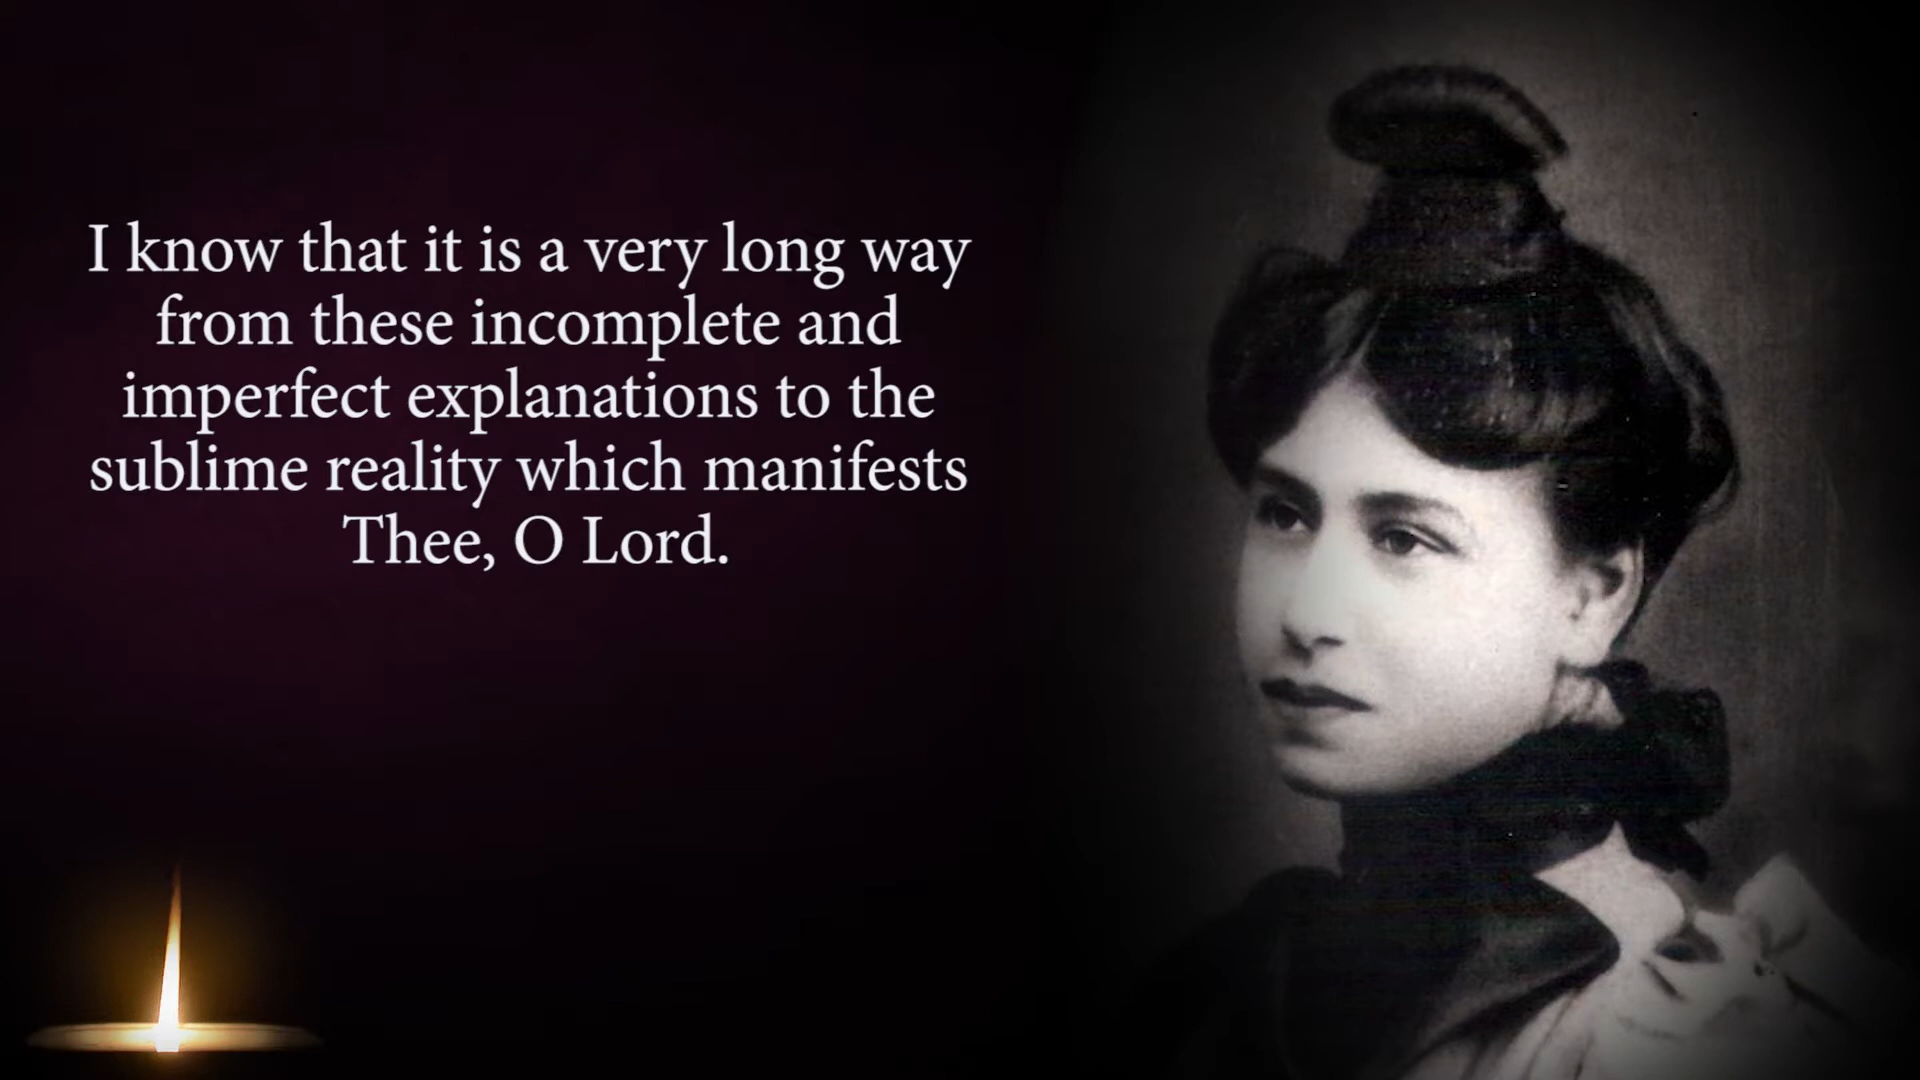 I know that it is a very long way
from these incomplete and
imperfect explanations to the
sublime reality which manifests
Thee, O Lord.